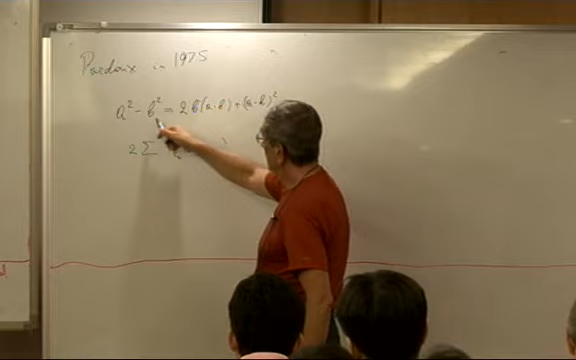 Pardoux in 1975
a² - b² = 2b(a-b) + (a-b)²
2 Σ